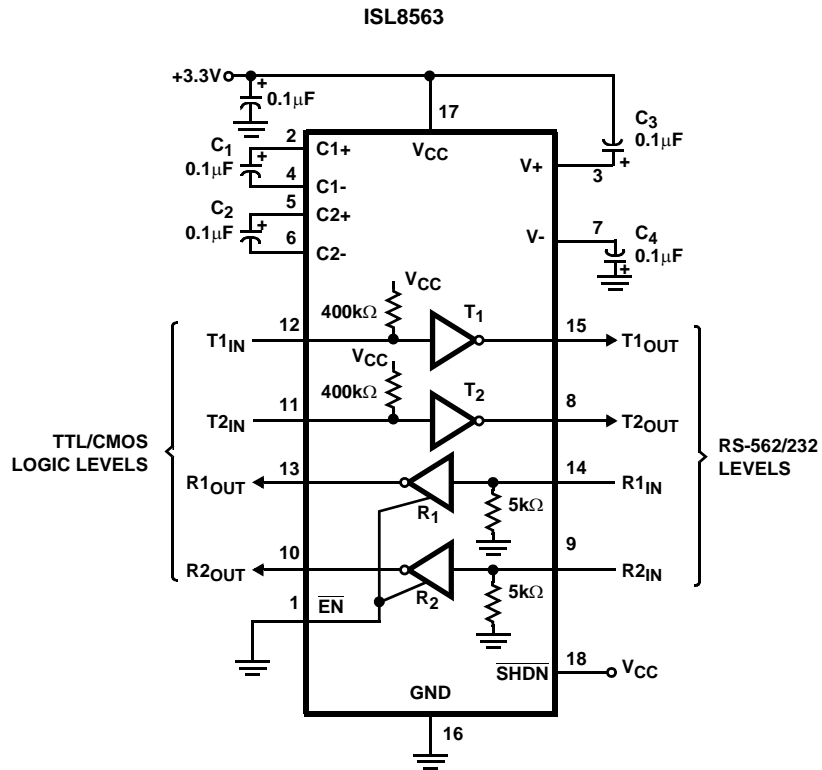 ISL8563
+3.3V
+
0.1μF
17
2
C1
0.1μF
+
4
C1+
C1-
VCC
V+
3
C3
0.1μF
+
5
C2
0.1μF
+
6
C2+
C2-
V-
7
C4
0.1μF
+
VCC
400kΩ
T1
T1IN
12
15
T1OUT
VCC
400kΩ
T2
T2IN
11
8
T2OUT
TTL/CMOS
LOGIC LEVELS
RS-562/232
LEVELS
R1OUT
13
R1
14
R1IN
5kΩ
R2OUT
10
R2
9
R2IN
5kΩ
1
EN
SHDN
18
VCC
GND
16